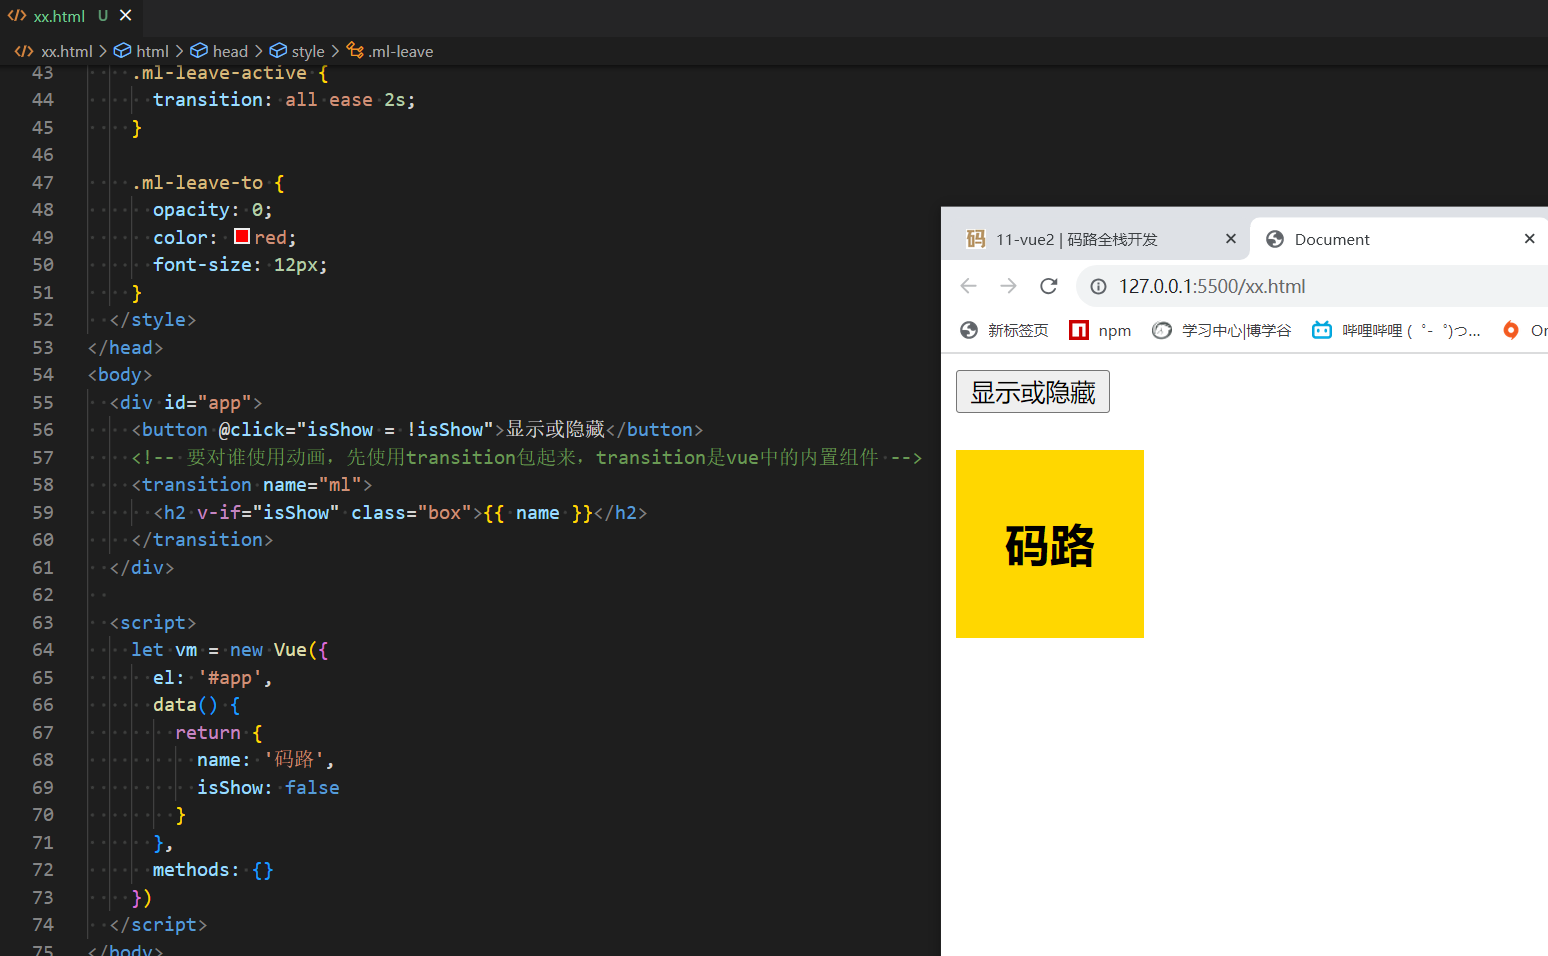 xx.html U
xx.html > html > head > style > .ml-leave
43 .ml-leave-active {
44 transition: all ease 2s;
45 }
46
47 .ml-leave-to {
48 opacity: 0;
49 color: red;
50 font-size: 12px;
51 }
52 </style>
53 </head>
54 <body>
55 <div id="app">
56 <button @click="isShow = !isShow">显示或隐藏</button>
57 <!-- 要对谁使用动画，先使用transition包起来，transition是vue中的内置组件 -->
58 <transition name="ml">
59 <h2 v-if="isShow" class="box">{{ name }}</h2>
60 </transition>
61 </div>
62
63 <script>
64 let vm = new Vue({
65 el: '#app',
66 data() {
67 return {
68 name: '码路',
69 isShow: false
70 }
71 },
72 methods: {}
73 })
74 </script>
75 </body>
码 11-vue2 | 码路全栈开发 Document
127.0.0.1:5500/xx.html
新标签页 npm 学习中心|博学谷 哔哩哔哩 ( ゜- ゜)つ... Or
显示或隐藏
码路